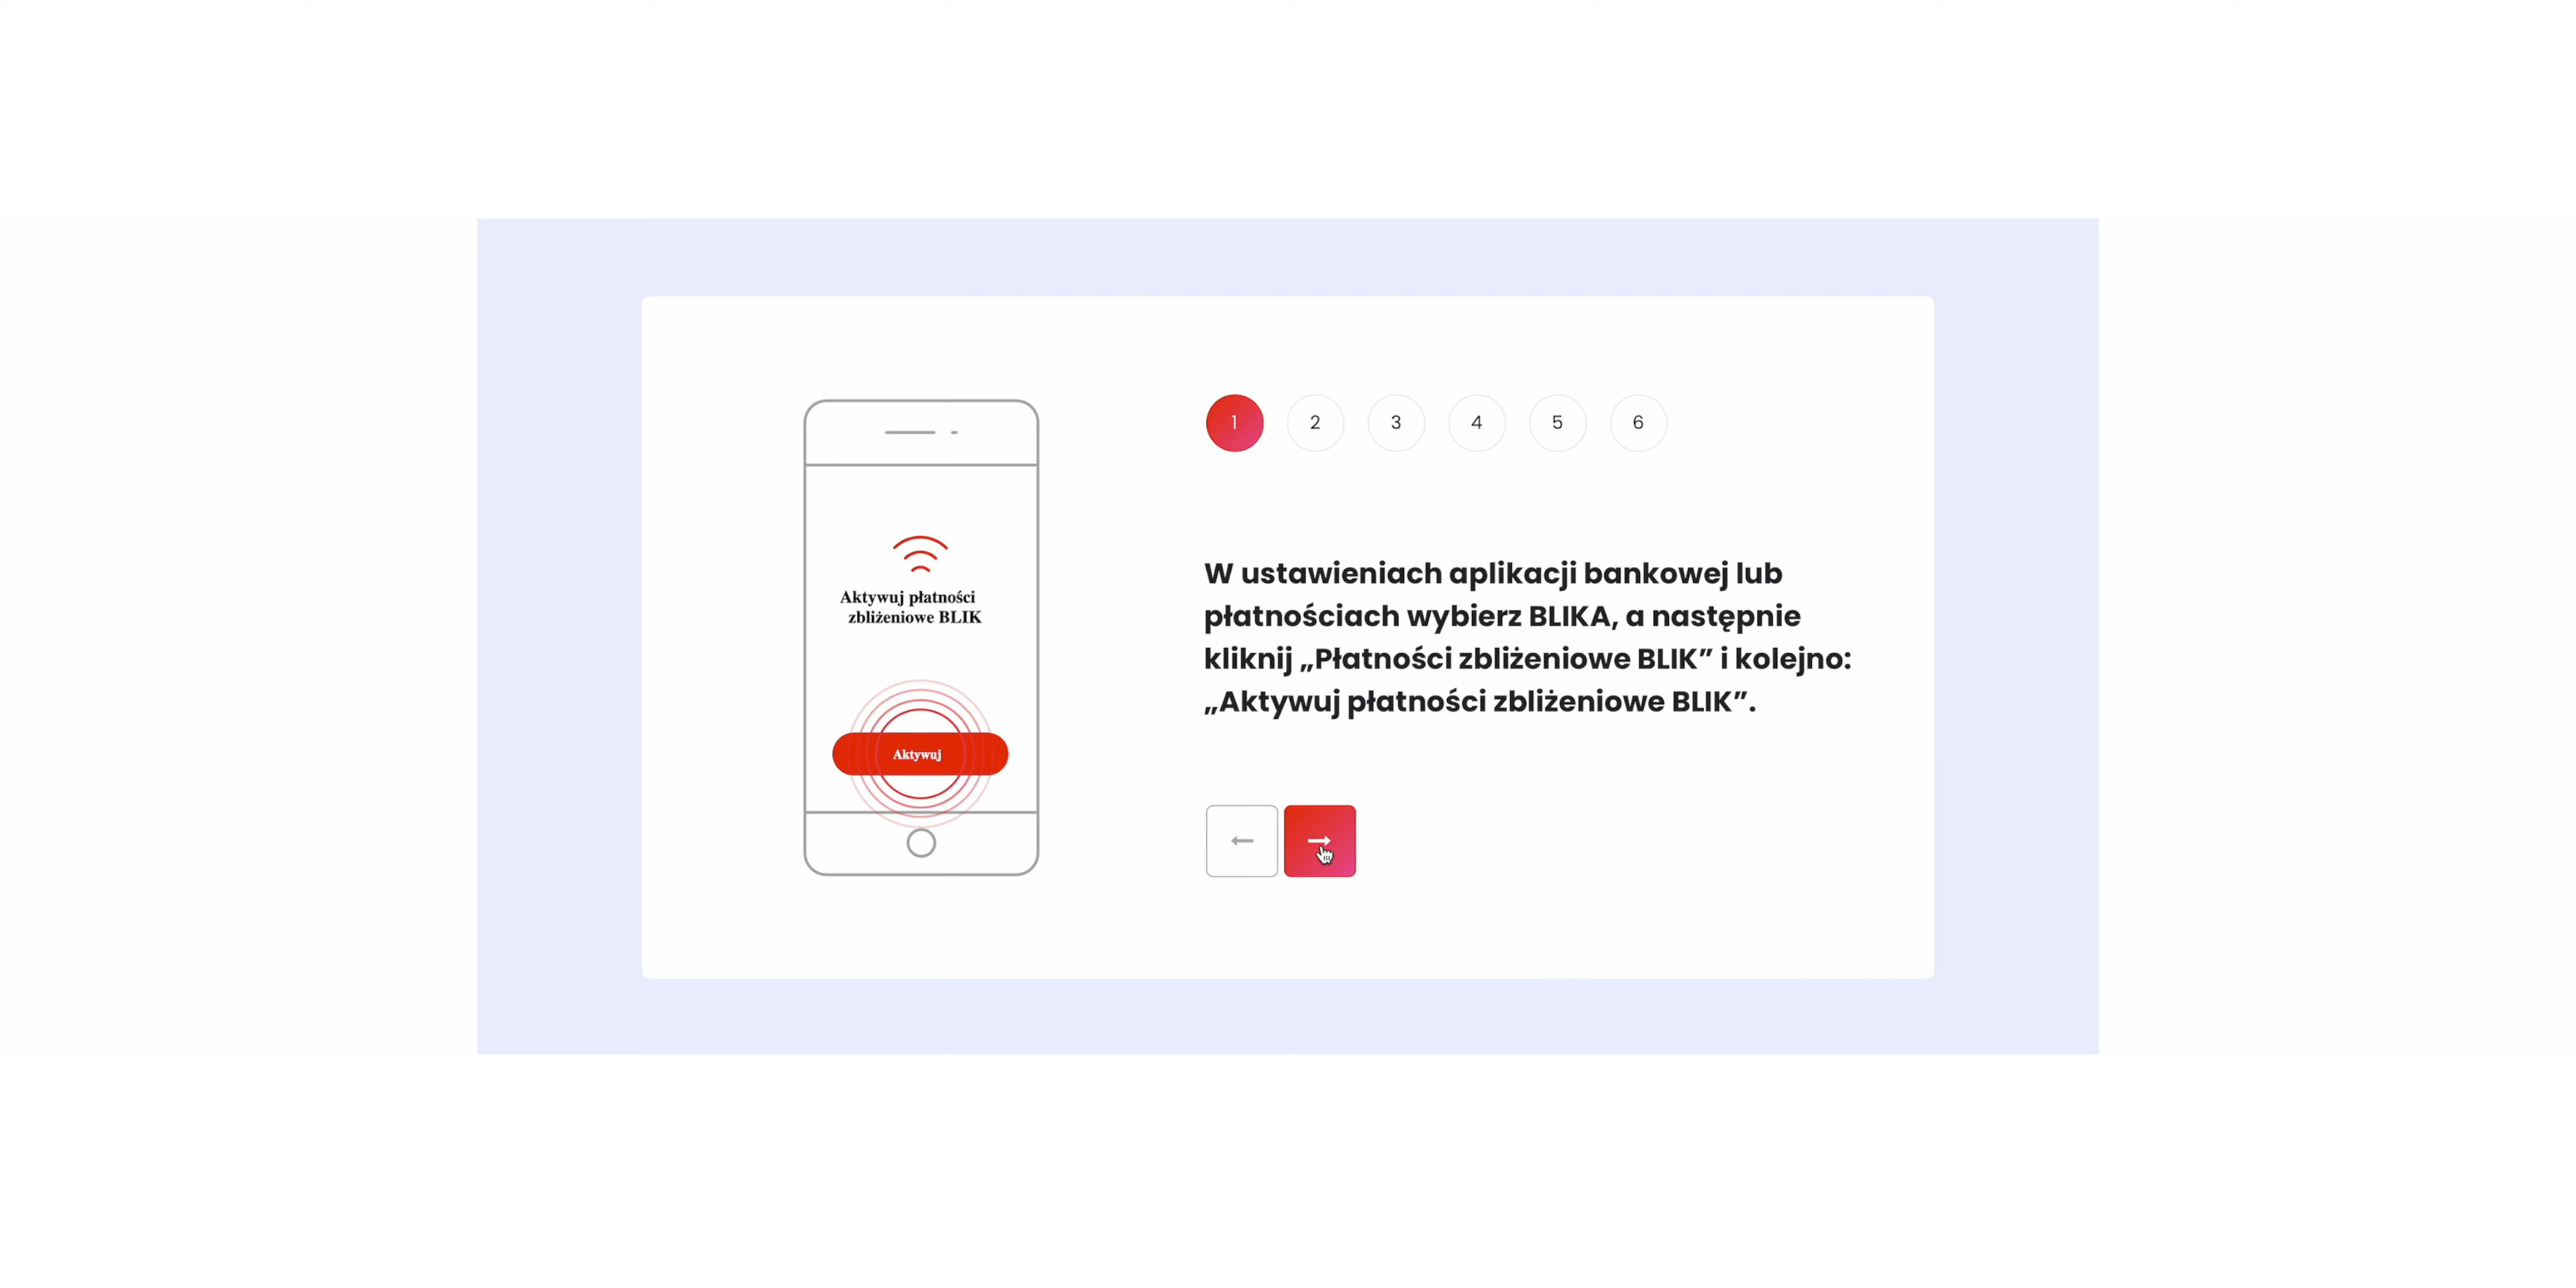 Aktywuj płatności
zbliżeniowe BLIK
Aktywuj
1 2 3 4 5 6
W ustawieniach aplikacji bankowej lub
płatnościach wybierz BLIKA, a następnie
kliknij „Płatności zbliżeniowe BLIK” i kolejno:
„Aktywuj płatności zbliżeniowe BLIK”.